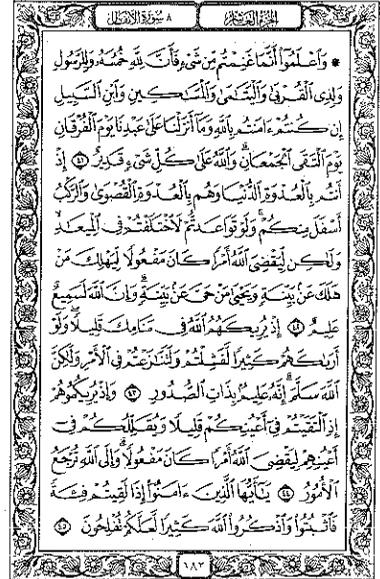 الجزء العاشر ٨ سورة الأنفال
* وَاعْلَمُوا أَنَّمَا غَنِمْتُم مِّن شَيْءٍ فَأَنَّ لِلَّهِ خُمُسَهُ وَلِلرَّسُولِ
وَلِذِي الْقُرْبَىٰ وَالْيَتَامَىٰ وَالْمَسَاكِينِ وَابْنِ السَّبِيلِ
إِن كُنتُمْ ءَامَنتُم بِاللَّهِ وَمَا أَنزَلْنَا عَلَىٰ عَبْدِنَا يَوْمَ الْفُرْقَانِ
يَوْمَ الْتَقَى الْجَمْعَانِ وَاللَّهُ عَلَىٰ كُلِّ شَيْءٍ قَدِيرٌ ٤١ إِذْ
أَنتُم بِالْعُدْوَةِ الدُّنْيَا وَهُم بِالْعُدْوَةِ الْقُصْوَىٰ وَالرَّكْبُ
أَسْفَلَ مِنكُمْ وَلَوْ تَوَاعَدتُّمْ لَاخْتَلَفْتُمْ فِي الْمِيعَادِ
وَلَٰكِن لِّيَقْضِيَ اللَّهُ أَمْرًا كَانَ مَفْعُولًا لِّيَهْلِكَ مَنْ
هَلَكَ عَن بَيِّنَةٍ وَيَحْيَىٰ مَنْ حَيَّ عَن بَيِّنَةٍ وَإِنَّ اللَّهَ لَسَمِيعٌ
عَلِيمٌ ٤٢ إِذْ يُرِيكَهُمُ اللَّهُ فِي مَنَامِكَ قَلِيلًا وَلَوْ
أَرَىٰكَهُمْ كَثِيرًا لَّفَشِلْتُمْ وَلَتَنَازَعْتُمْ فِي الْأَمْرِ وَلَٰكِنَّ
اللَّهَ سَلَّمَ إِنَّهُ عَلِيمٌ بِذَاتِ الصُّدُورِ ٤٣ وَإِذْ يُرِيكُمُوهُمْ
إِذِ الْتَقَيْتُمْ فِي أَعْيُنِكُمْ قَلِيلًا وَيُقَلِّلُكُمْ فِي
أَعْيُنِهِمْ لِيَقْضِيَ اللَّهُ أَمْرًا كَانَ مَفْعُولًا وَإِلَى اللَّهِ تُرْجَعُ
الْأُمُورُ ٤٤ يَا أَيُّهَا الَّذِينَ ءَامَنُوا إِذَا لَقِيتُمْ فِئَةً
فَاثْبُتُوا وَاذْكُرُوا اللَّهَ كَثِيرًا لَّعَلَّكُمْ تُفْلِحُونَ ٤٥
١٨٢